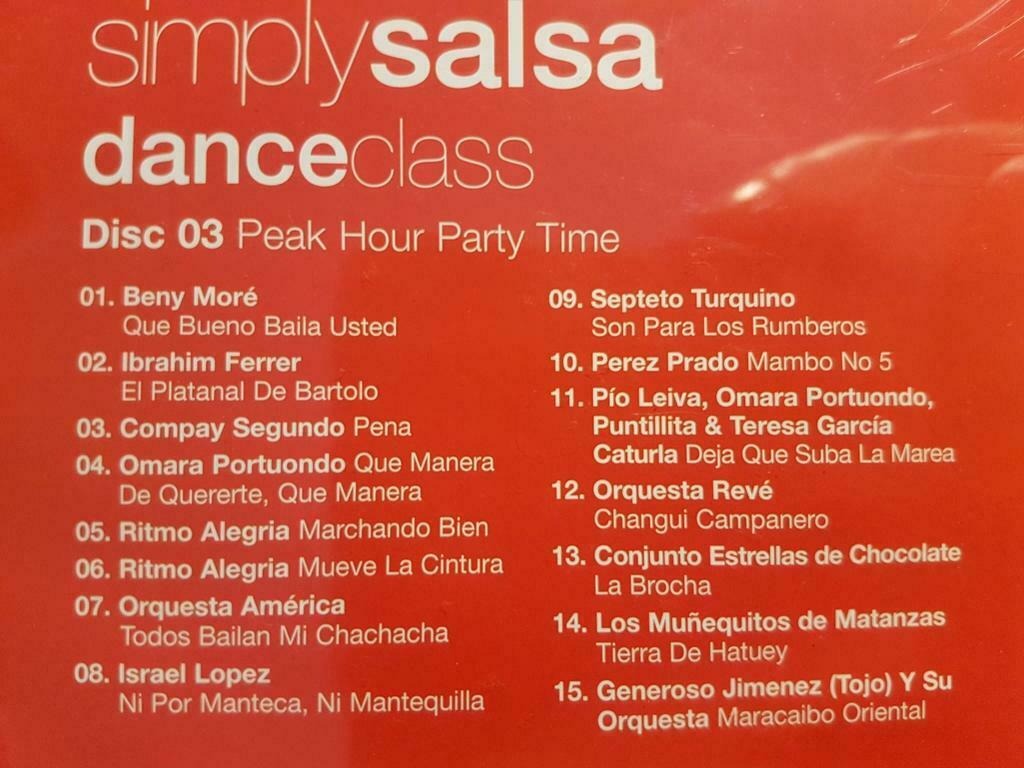 simplysalsa
danceclass
Disc 03 Peak Hour Party Time
01. Beny Moré
Que Bueno Baila Usted
02. Ibrahim Ferrer
El Platanal De Bartolo
03. Compay Segundo Pena
04. Omara Portuondo Que Manera
De Quererte, Que Manera
05. Ritmo Alegria Marchando Bien
06. Ritmo Alegria Mueve La Cintura
07. Orquesta América
Todos Bailan Mi Chachacha
08. Israel Lopez
Ni Por Manteca, Ni Mantequilla
09. Septeto Turquino
Son Para Los Rumberos
10. Perez Prado Mambo No 5
11. Pío Leiva, Omara Portuondo,
Puntillita & Teresa García
Caturla Deja Que Suba La Marea
12. Orquesta Revé
Changui Campanero
13. Conjunto Estrellas de Chocolate
La Brocha
14. Los Muñequitos de Matanzas
Tierra De Hatuey
15. Generoso Jimenez (Tojo) Y Su
Orquesta Maracaibo Oriental